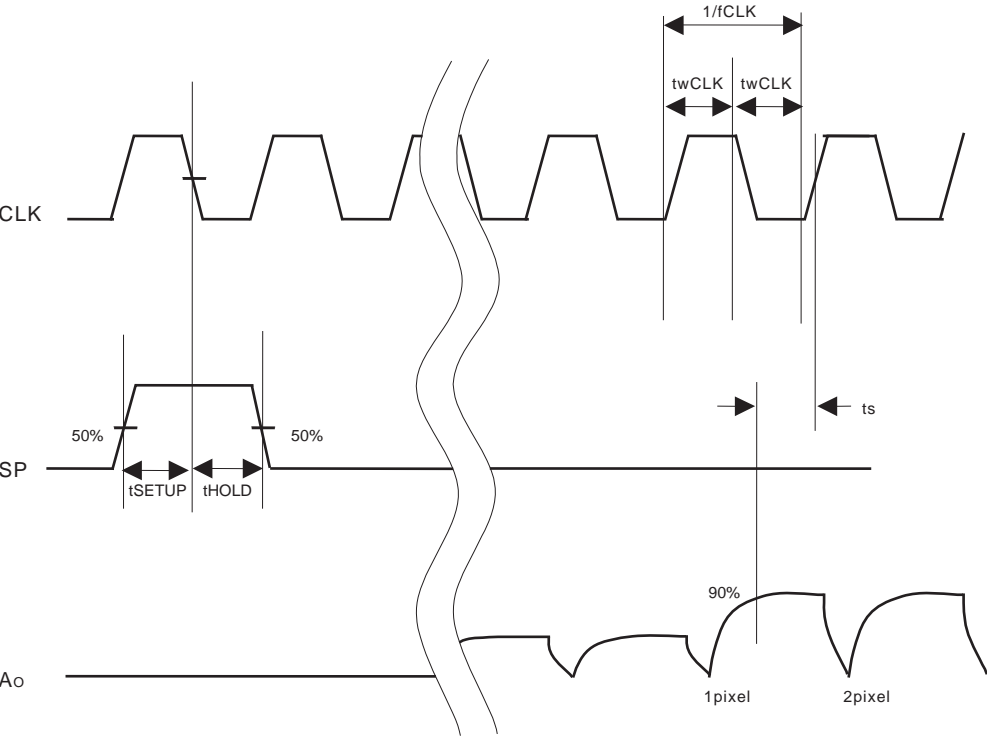 1/fCLK
twCLK twCLK
CLK
ts
50% 50%
SP
tSETUP tHOLD
90%
AO
1pixel 2pixel